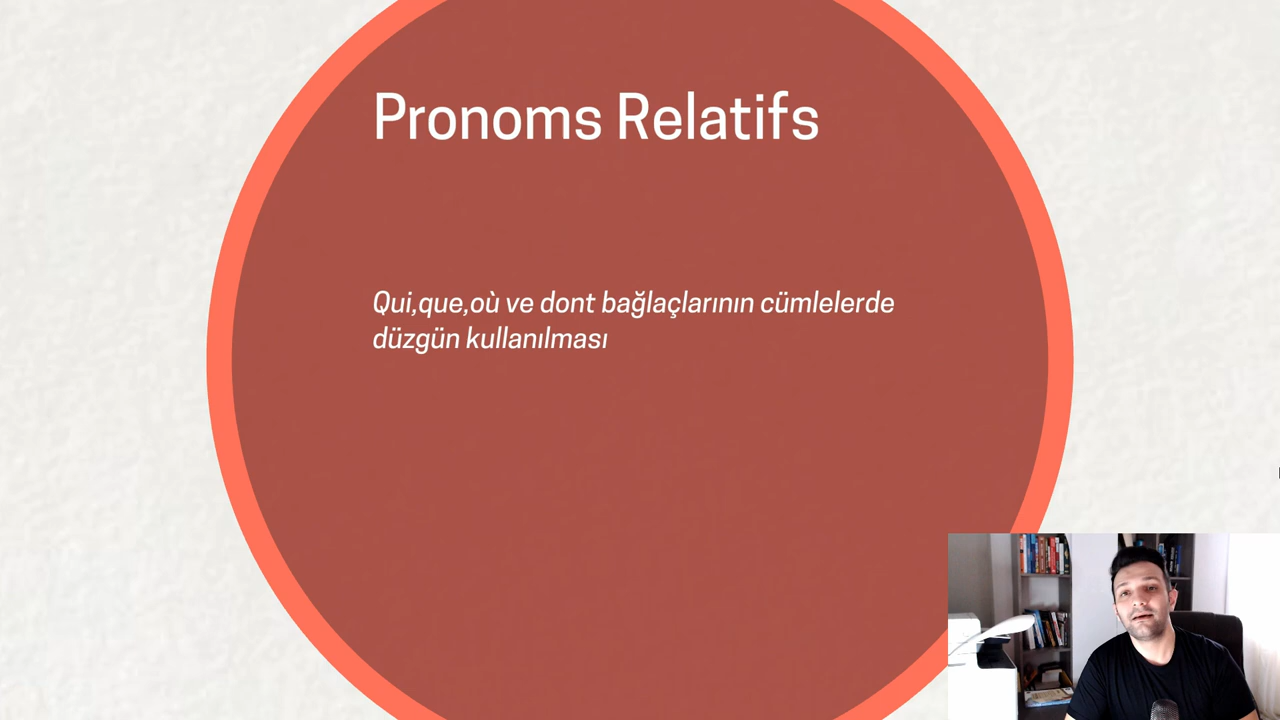 Pronoms Relatifs
Qui,que,où ve dont bağlaçlarının cümlelerde
düzgün kullanılması